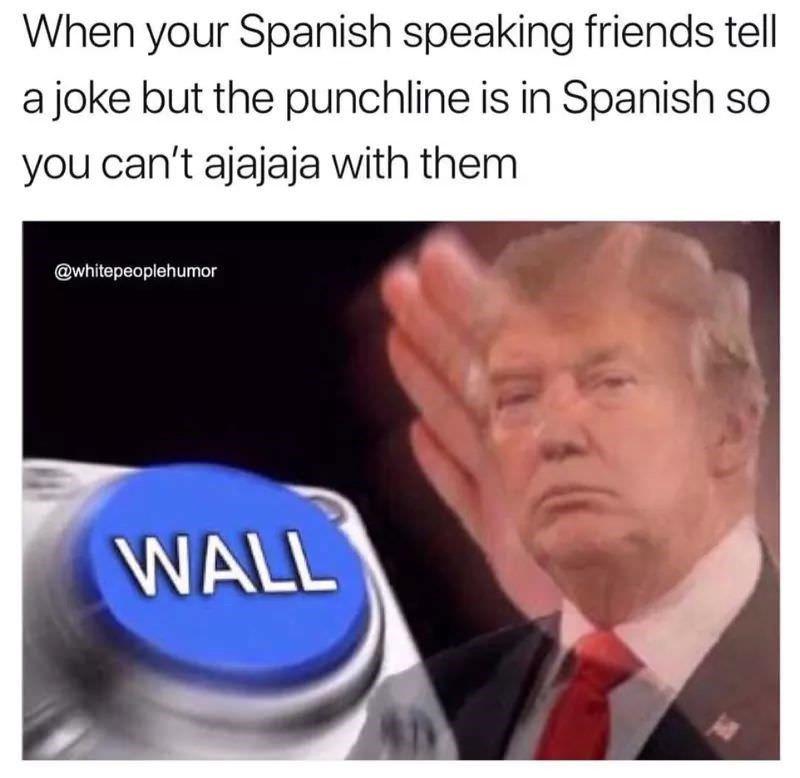 When your Spanish speaking friends tell
a joke but the punchline is in Spanish so
you can't ajajaja with them
@whitepeoplehumor
WALL